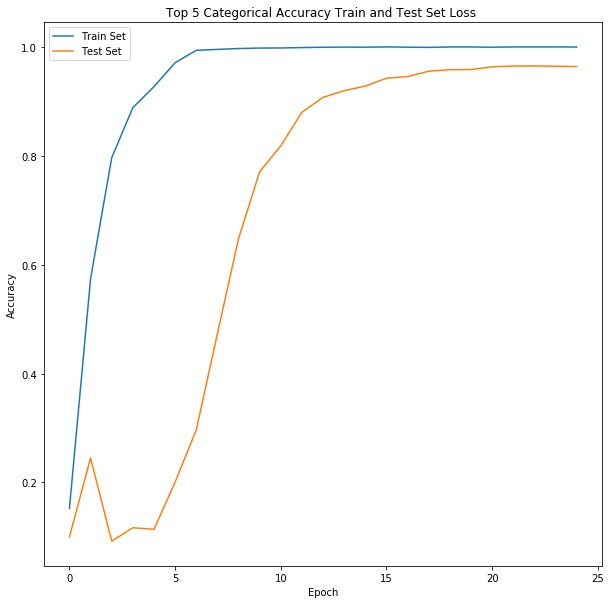 Top 5 Categorical Accuracy Train and Test Set Loss
Train Set
Test Set
1.0
0.8
0.6
0.4
0.2
Accuracy
0
5
10
15
20
25
Epoch